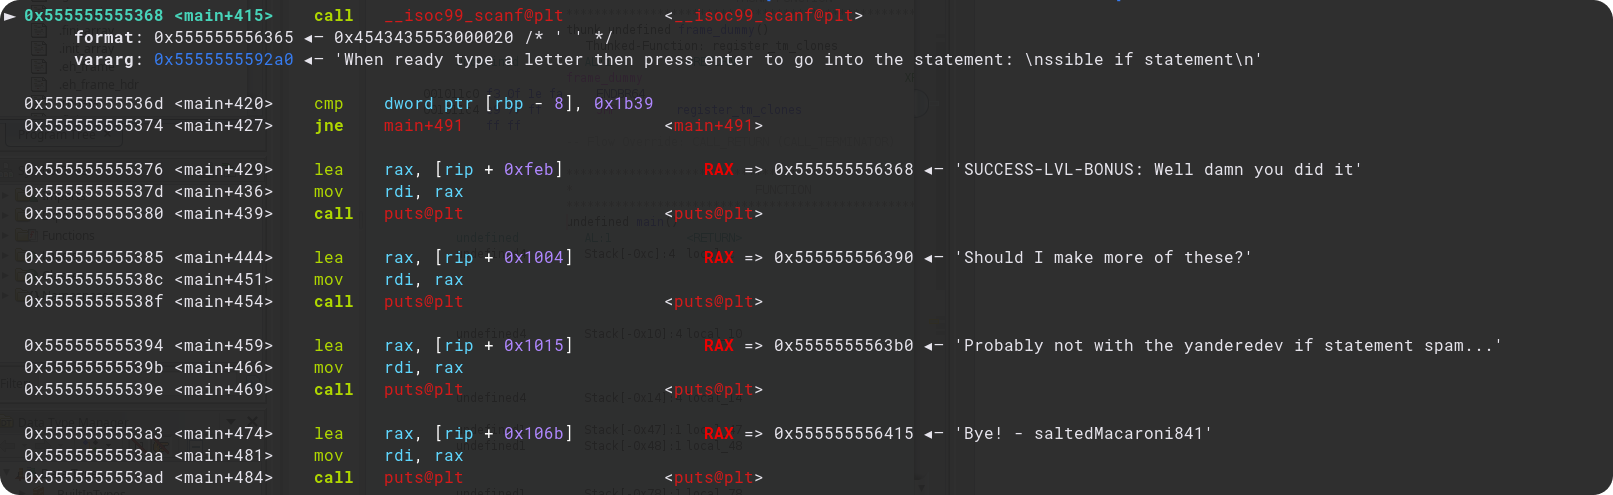 ► 0x555555555368 <main+415> call __isoc99_scanf@plt <__isoc99_scanf@plt>
format: 0x555555556365 ◂— 0x4543435553000020 /* ' ' */
vararg: 0x5555555592a0 ◂— 'When ready type a letter then press enter to go into the statement: \nssible if statement\n'
0x55555555536d <main+420> cmp dword ptr [rbp - 8], 0x1b39
0x555555555374 <main+427> jne main+491 <main+491>
0x555555555376 <main+429> lea rax, [rip + 0xfeb] RAX => 0x555555556368 ◂— 'SUCCESS-LVL-BONUS: Well damn you did it'
0x55555555537d <main+436> mov rdi, rax
0x555555555380 <main+439> call puts@plt <puts@plt>
0x555555555385 <main+444> lea rax, [rip + 0x1004] RAX => 0x555555556390 ◂— 'Should I make more of these?'
0x55555555538c <main+451> mov rdi, rax
0x55555555538f <main+454> call puts@plt <puts@plt>
0x555555555394 <main+459> lea rax, [rip + 0x1015] RAX => 0x5555555563b0 ◂— 'Probably not with the yanderedev if statement spam...'
0x55555555539b <main+466> mov rdi, rax
0x55555555539e <main+469> call puts@plt <puts@plt>
0x5555555553a3 <main+474> lea rax, [rip + 0x106b] RAX => 0x555555556415 ◂— 'Bye! - saltedMacaroni841'
0x5555555553aa <main+481> mov rdi, rax
0x5555555553ad <main+484> call puts@plt <puts@plt>